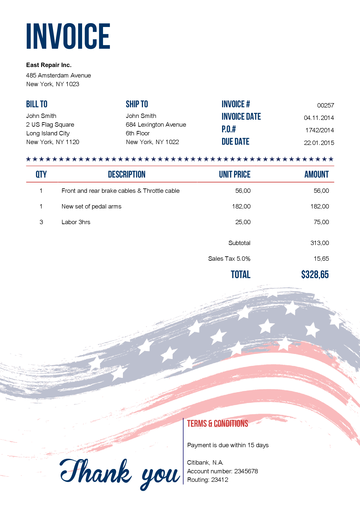 INVOICE
East Repair Inc.
485 Amsterdam Avenue
New York, NY 1023
BILL TO SHIP TO INVOICE # 00257
John Smith John Smith INVOICE DATE 04.11.2014
2 US Flag Square 684 Lexington Avenue
Long Island City 6th Floor P.O.# 1742/2014
New York, NY 1120 New York, NY 1022 DUE DATE 22.01.2015
QTY DESCRIPTION UNIT PRICE AMOUNT
1 Front and rear brake cables & Throttle cable 56,00 56,00
1 New set of pedal arms 182,00 182,00
3 Labor 3hrs 25,00 75,00
Subtotal 313,00
Sales Tax 5.0% 15,65
TOTAL $328,65
TERMS & CONDITIONS
Payment is due within 15 days
Thank you
Citibank, N.A.
Account number: 2345678
Routing: 23412